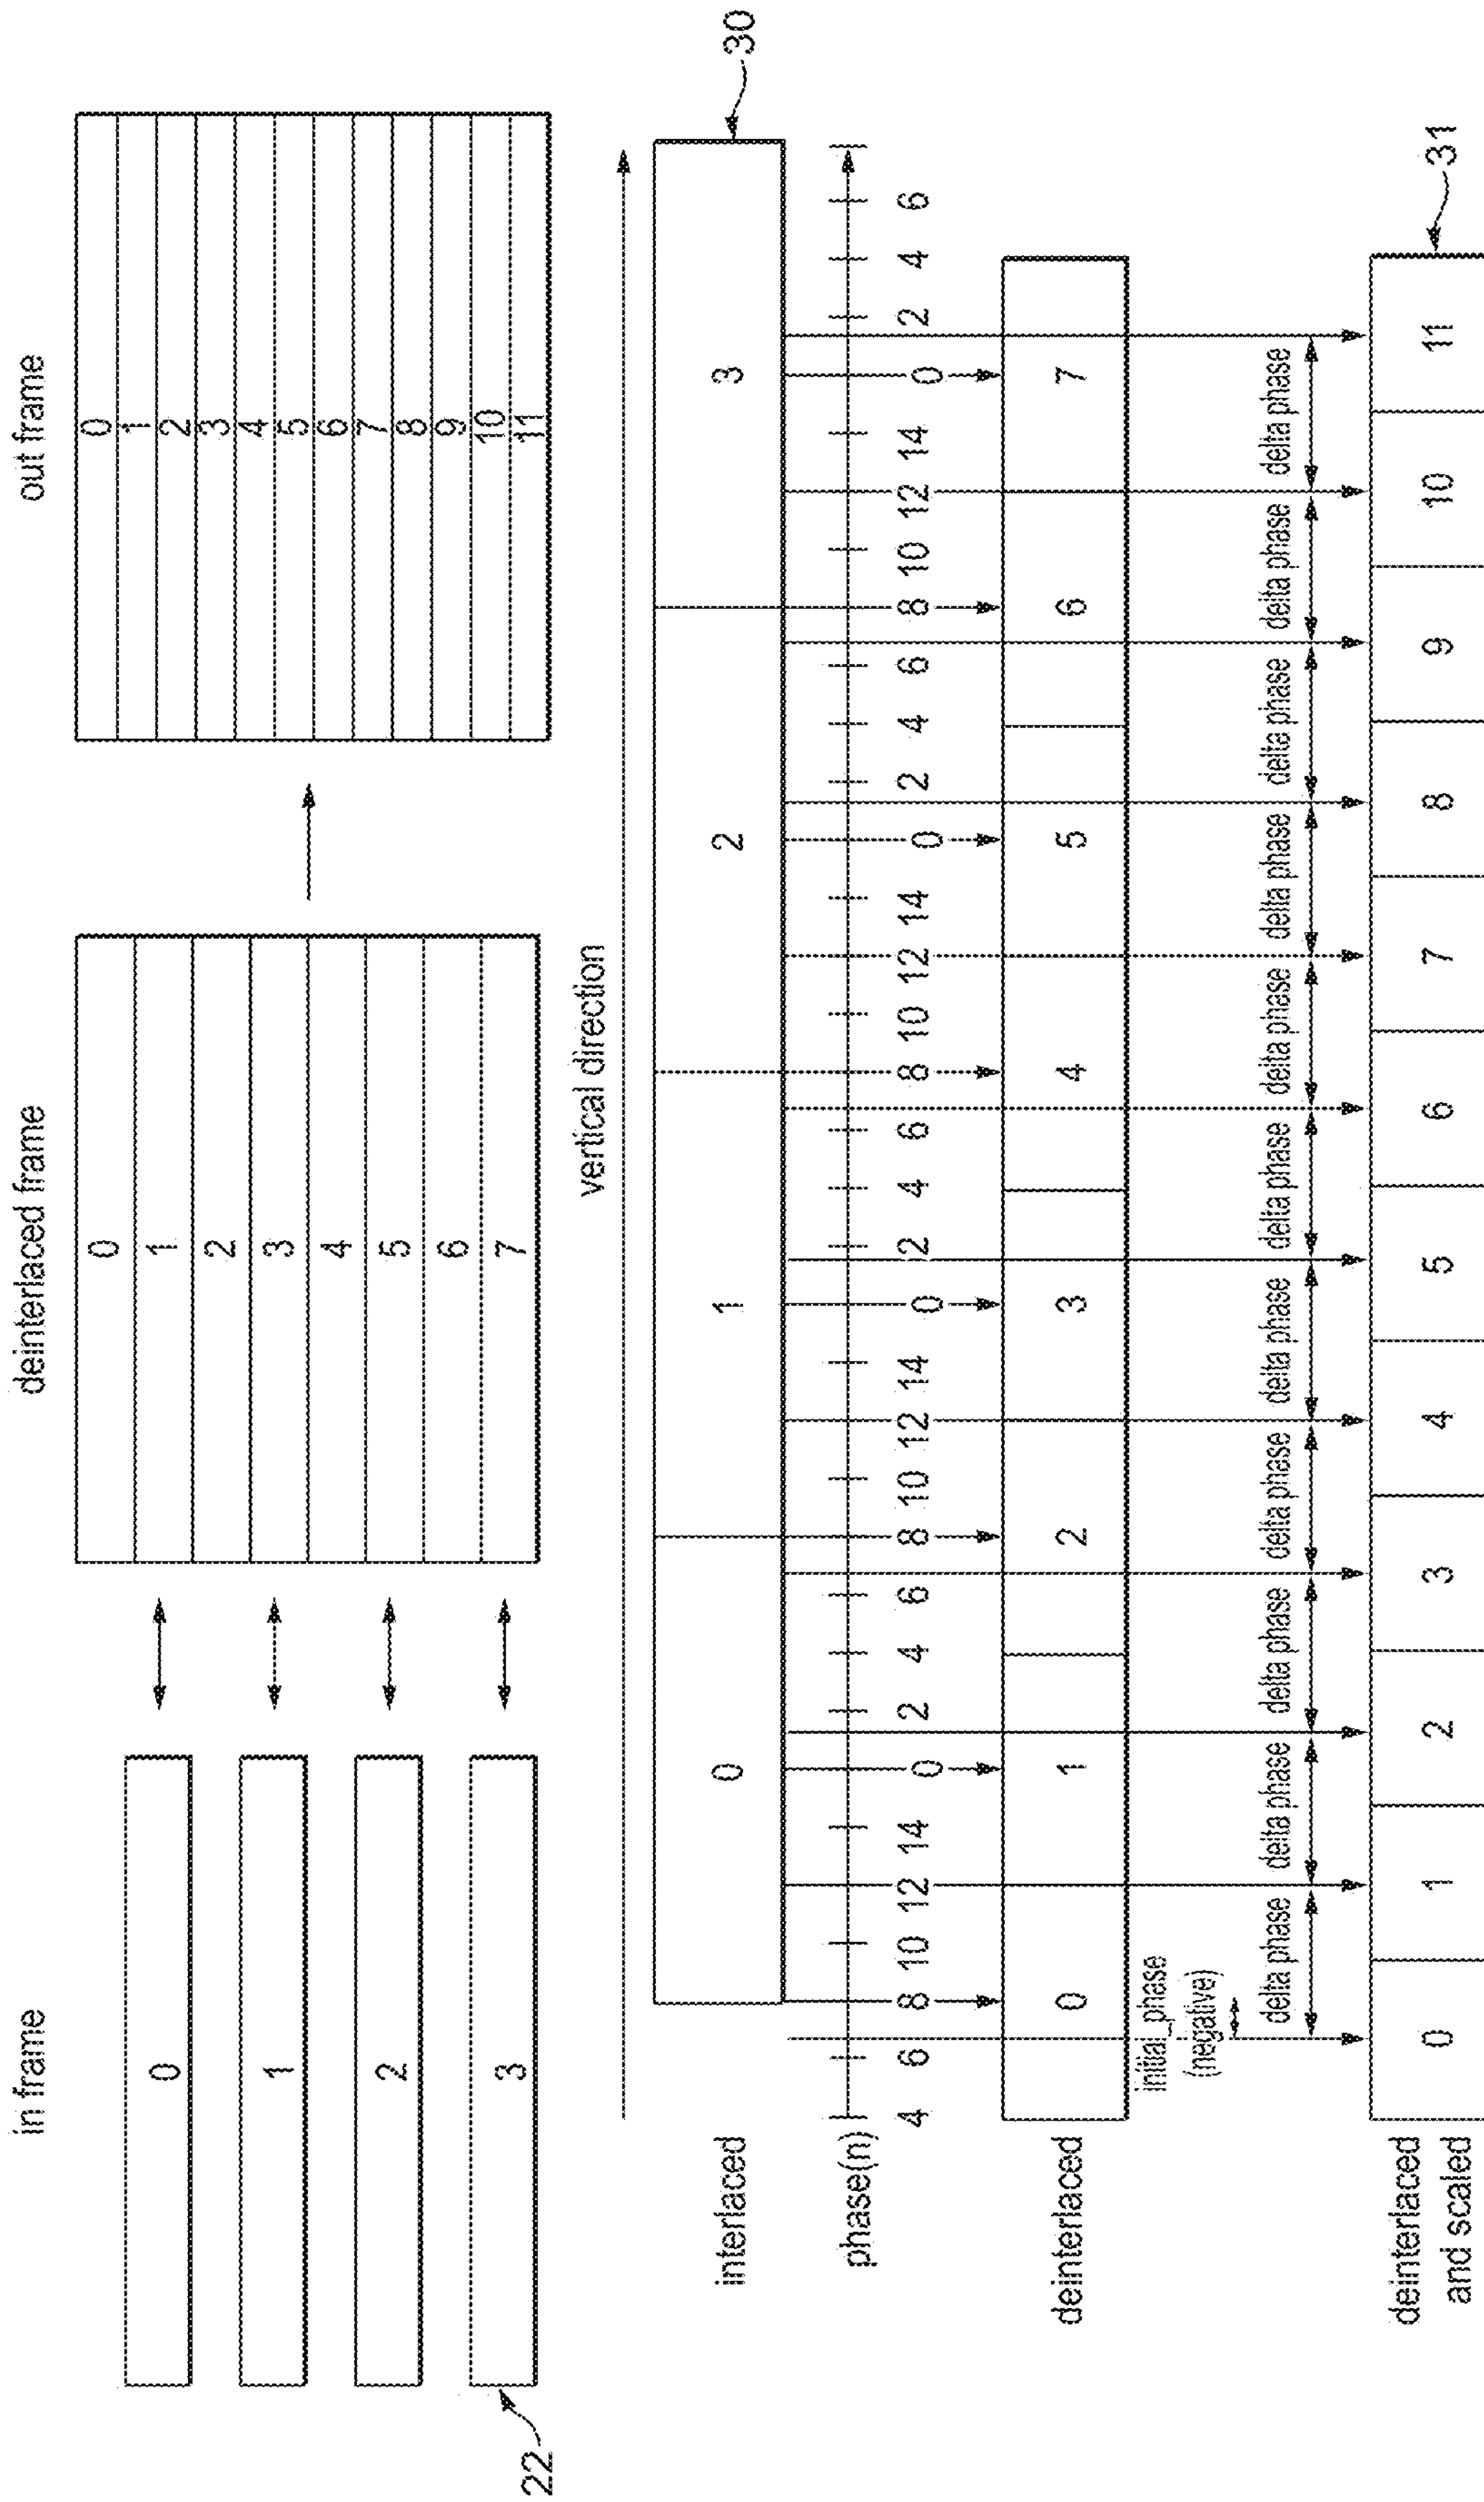 in frame
deinterlaced frame
out frame
0
1
2
3
22
0
1
2
3
4
5
6
7
0
1
2
3
4
5
6
7
8
9
10
11
vertical direction
interlaced
0
1
2
3
30
phase(n)
4 6 8 10 12 14 0 2 4 6 8 10 12 14 0 2 4 6 8 10 12 14 0 2 4 6 8 10 12 14 0 2 4 6
deinterlaced
0 1 2 3 4 5 6 7
initial_phase
(negative)
delta phase delta phase delta phase delta phase delta phase delta phase delta phase delta phase delta phase delta phase delta phase
deinterlaced
and scaled
0 1 2 3 4 5 6 7 8 9 10 11
31